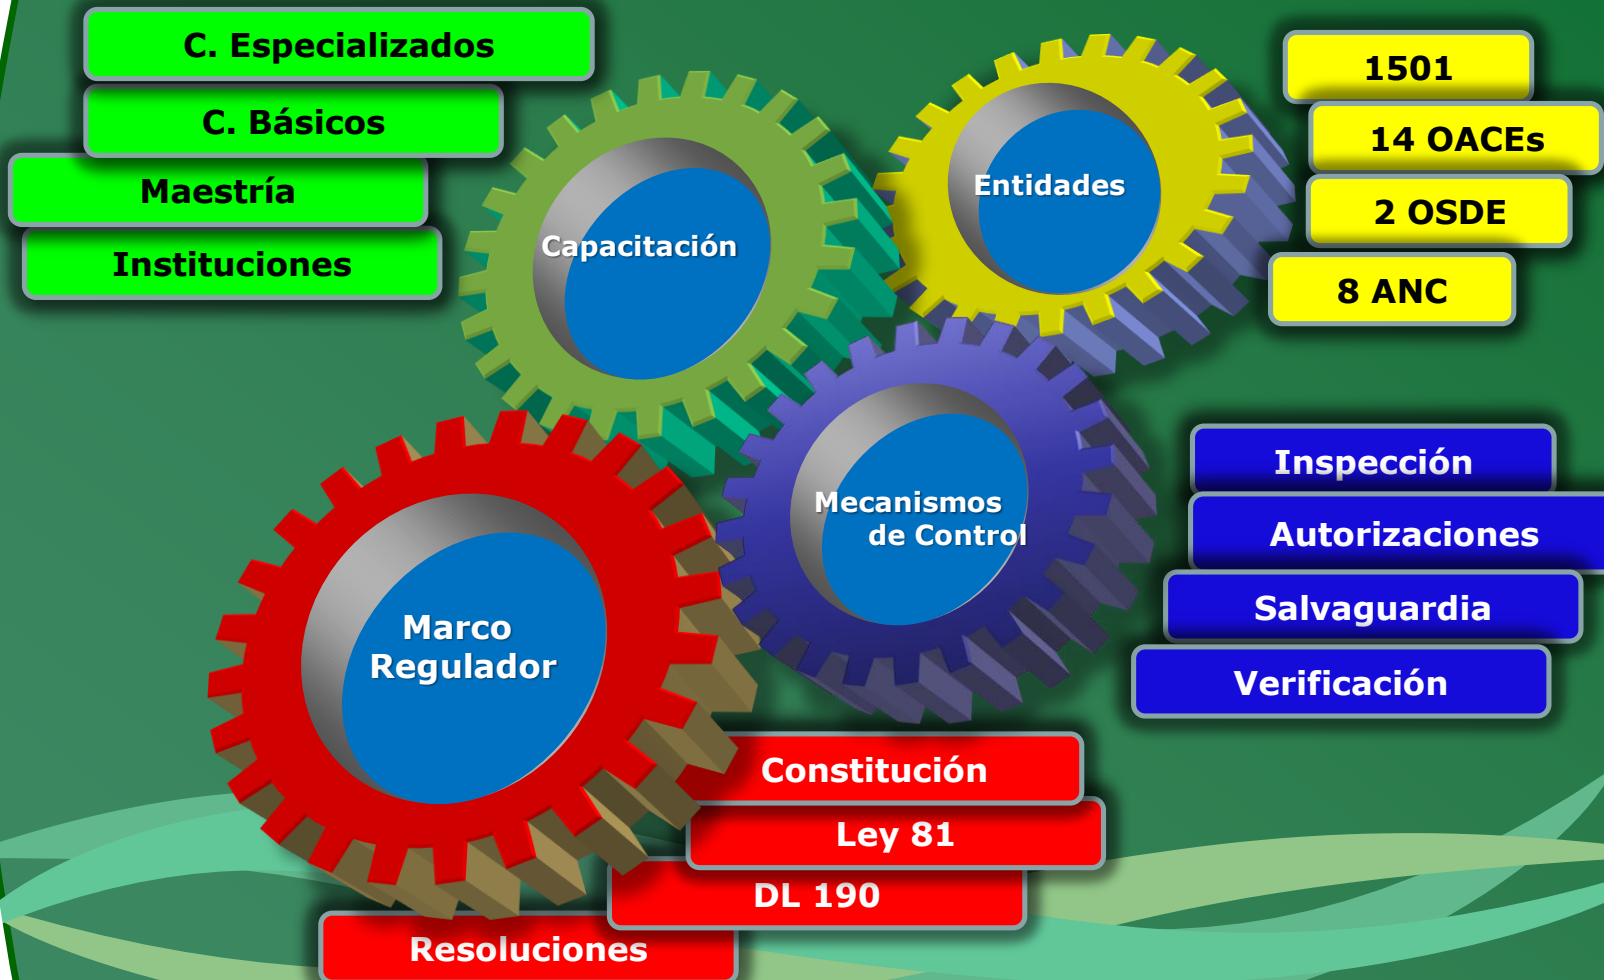 C. Especializados
C. Básicos
Maestría
Instituciones
Capacitación
Entidades
1501
14 OACEs
2 OSDE
8 ANC
Mecanismos
de Control
Inspección
Autorizaciones
Salvaguardia
Verificación
Marco
Regulador
Constitución
Ley 81
DL 190
Resoluciones